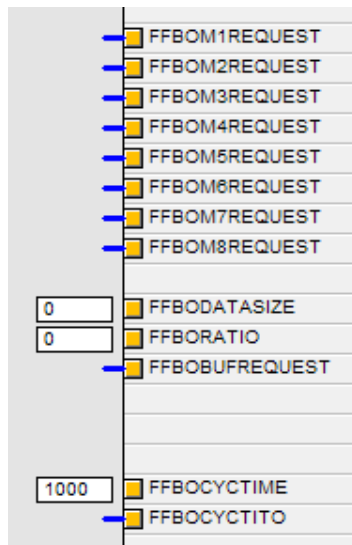 FFBOM1REQUEST
FFBOM2REQUEST
FFBOM3REQUEST
FFBOM4REQUEST
FFBOM5REQUEST
FFBOM6REQUEST
FFBOM7REQUEST
FFBOM8REQUEST
0 FFBODATASIZE
0 FFBORATIO
FFBOBUFREQUEST
1000 FFBOCYCTIME
FFBOCYCTITO